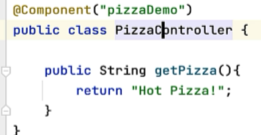 @Component("pizzaDemo")
public class PizzaController {
public String getPizza(){
return "Hot Pizza!";
}
}